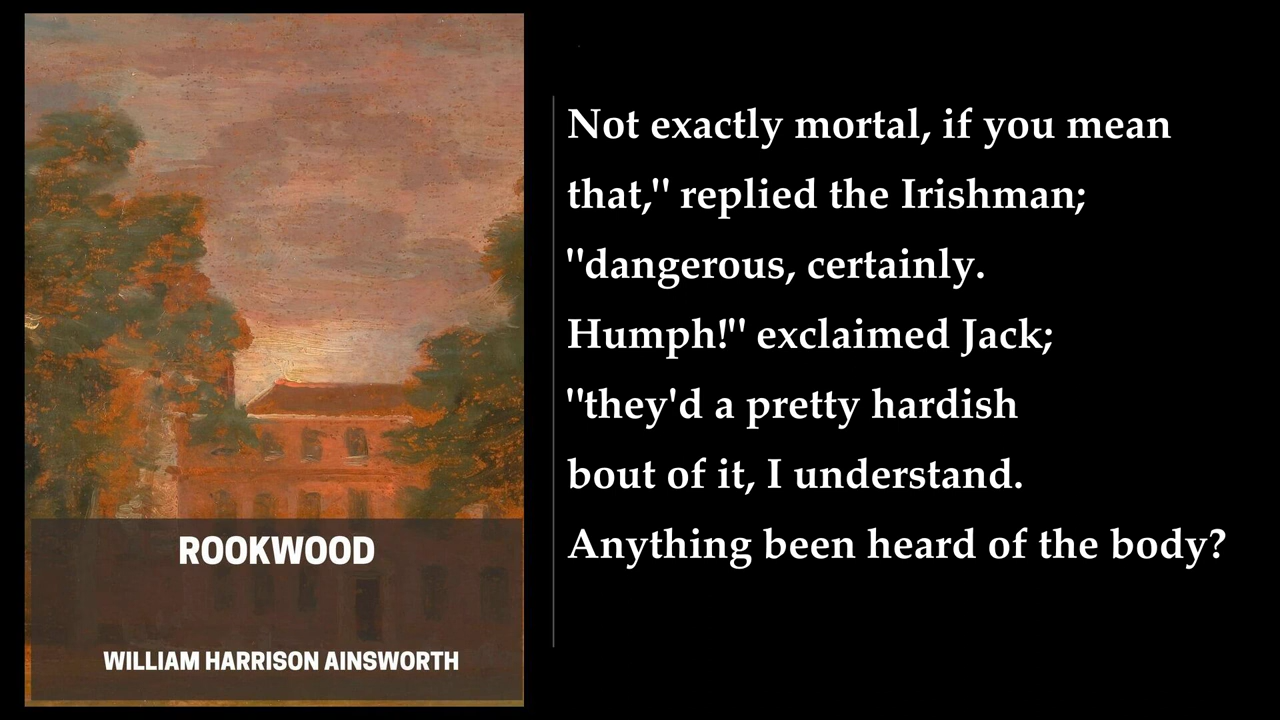 ROOKWOOD
WILLIAM HARRISON AINSWORTH
Not exactly mortal, if you mean
that," replied the Irishman;
"dangerous, certainly.
Humph!" exclaimed Jack;
"they'd a pretty hardish
bout of it, I understand.
Anything been heard of the body?